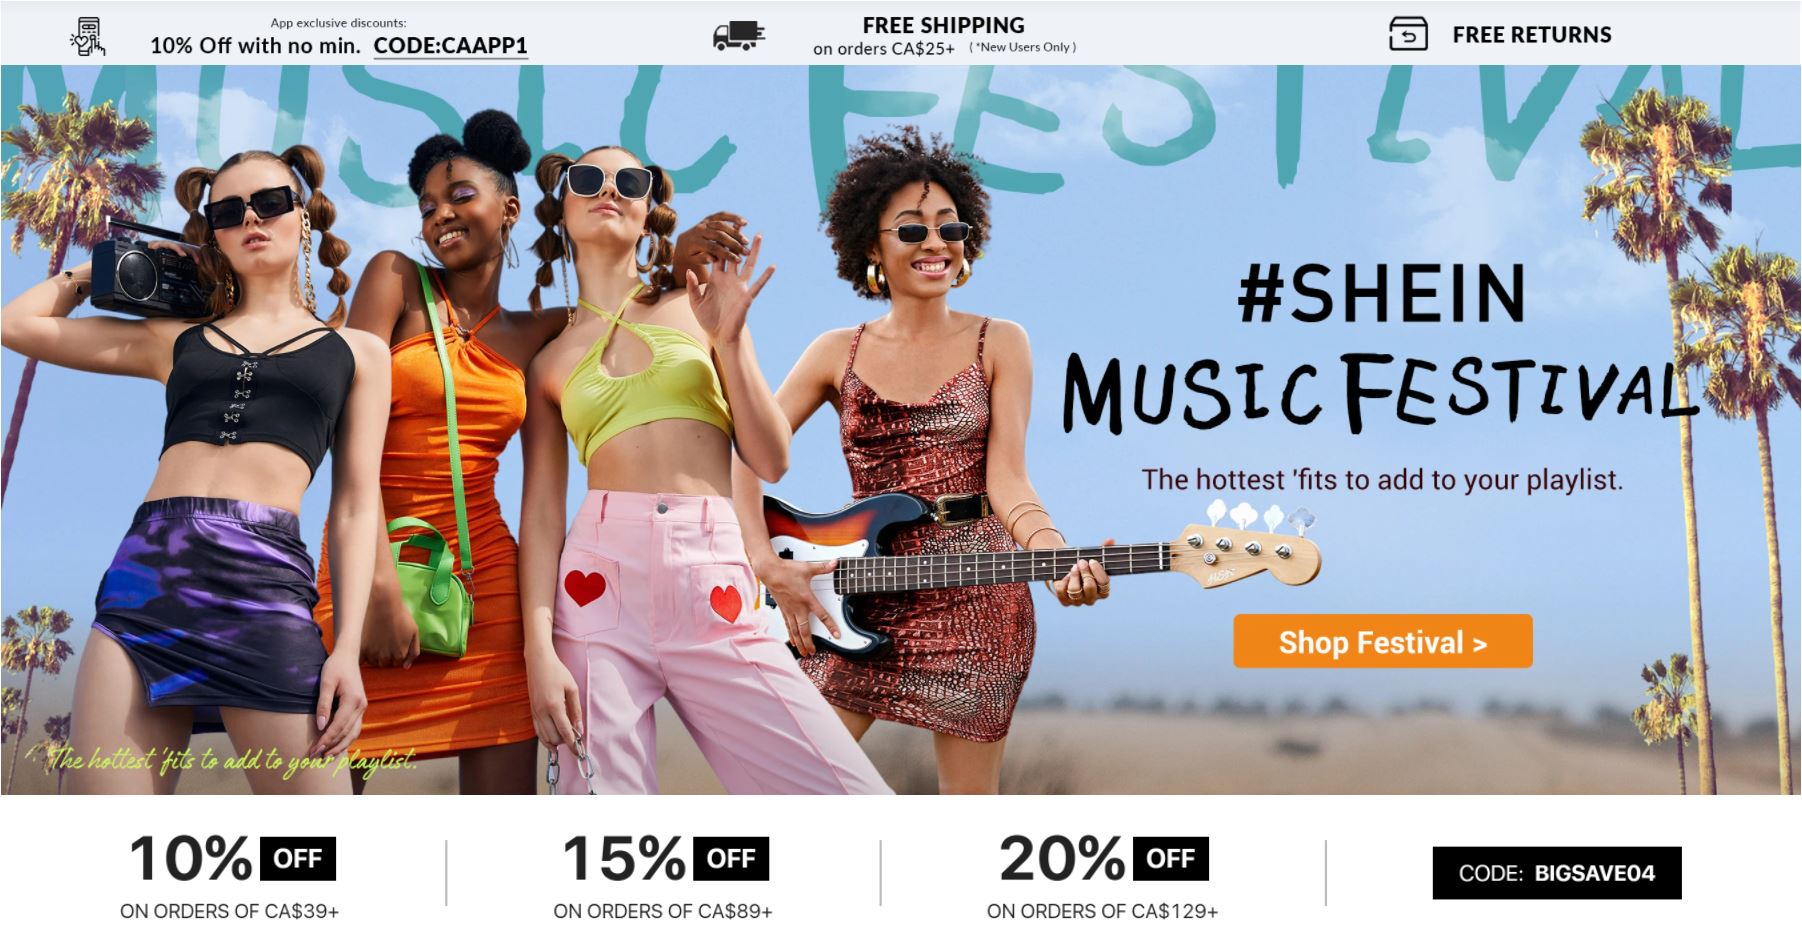 App exclusive discounts:
10% Off with no min. CODE:CAAPP1
FREE SHIPPING
on orders CA$25+ (*New Users Only)
FREE RETURNS
MUSIC FESTIVAL
#SHEIN
MUSIC FESTIVAL
The hottest 'fits to add to your playlist.
Shop Festival >
The hottest 'fits to add to your playlist.
10% OFF
ON ORDERS OF CA$39+
15% OFF
ON ORDERS OF CA$89+
20% OFF
ON ORDERS OF CA$129+
CODE: BIGSAVE04